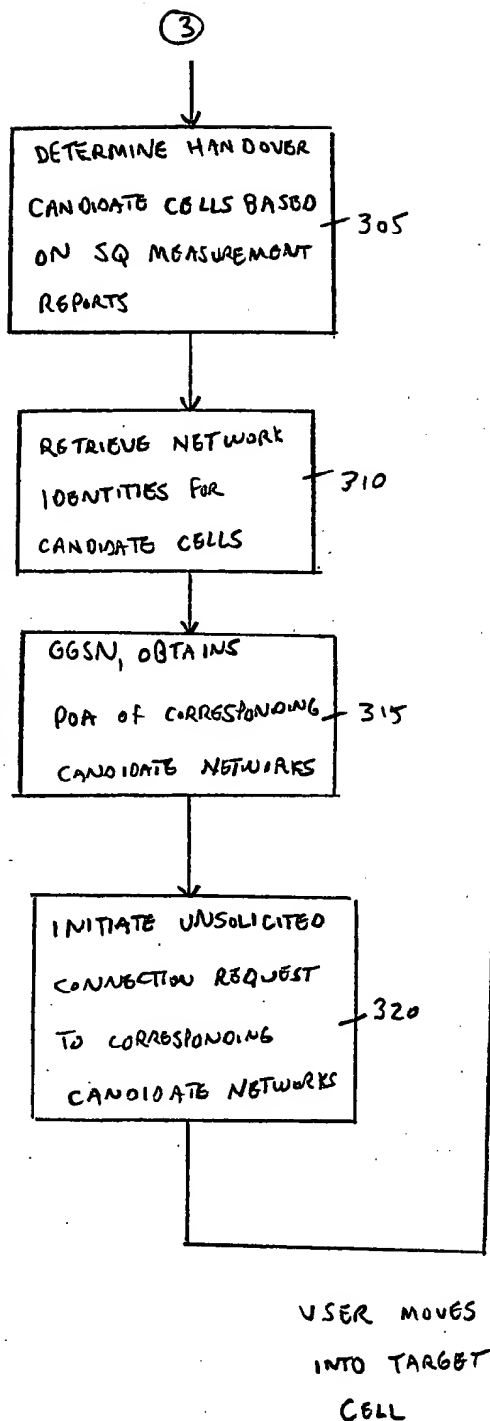 3
DETERMINE HANDOVER
CANDIDATE CELLS BASED
ON SQ MEASUREMENT
REPORTS
305
RETRIEVE NETWORK
IDENTITIES FOR
CANDIDATE CELLS
310
GGSN, OBTAINS
POA OF CORRESPONDING
CANDIDATE NETWORKS
315
INITIATE UNSOLICITED
CONNECTION REQUEST
TO CORRESPONDING
CANDIDATE NETWORKS
320
USER MOVES
INTO TARGET
CELL